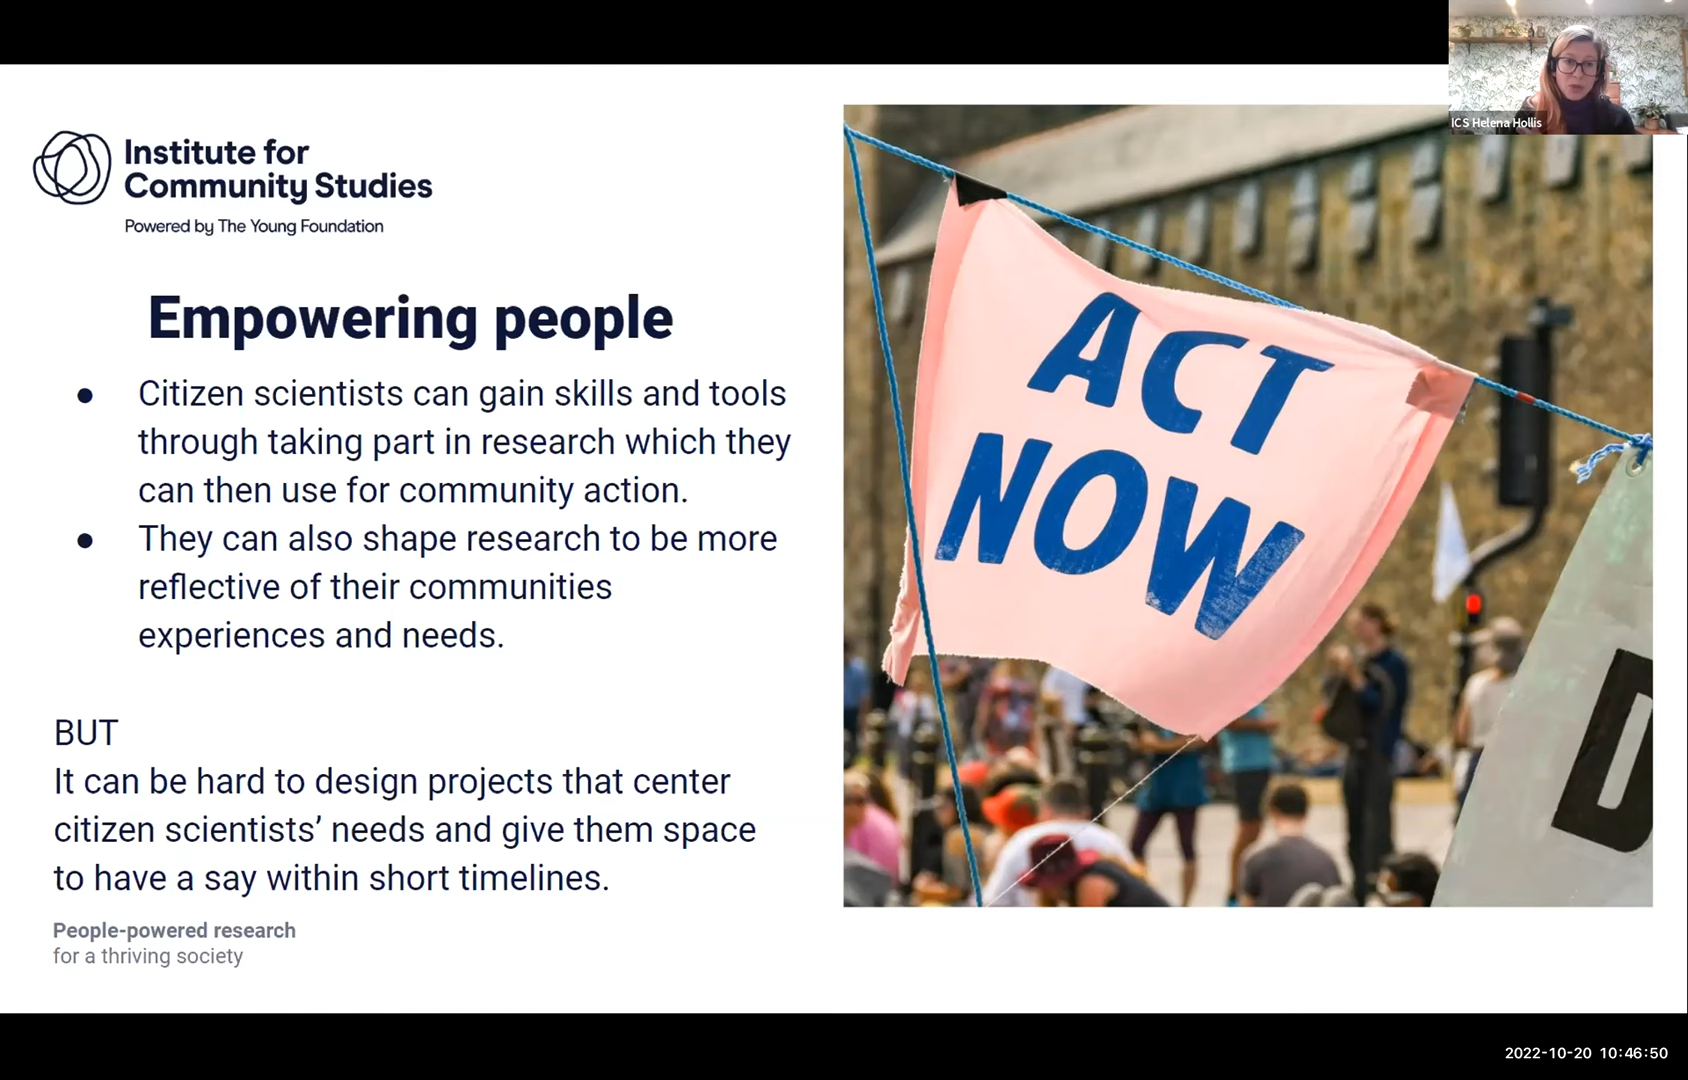 ICS Helena Hollis
Institute for
Community Studies
Powered by The Young Foundation
Empowering people
● Citizen scientists can gain skills and tools
through taking part in research which they
can then use for community action.
● They can also shape research to be more
reflective of their communities
experiences and needs.
BUT
It can be hard to design projects that center
citizen scientists’ needs and give them space
to have a say within short timelines.
People-powered research
for a thriving society
ACT
NOW
D
2022-10-20 10:46:50